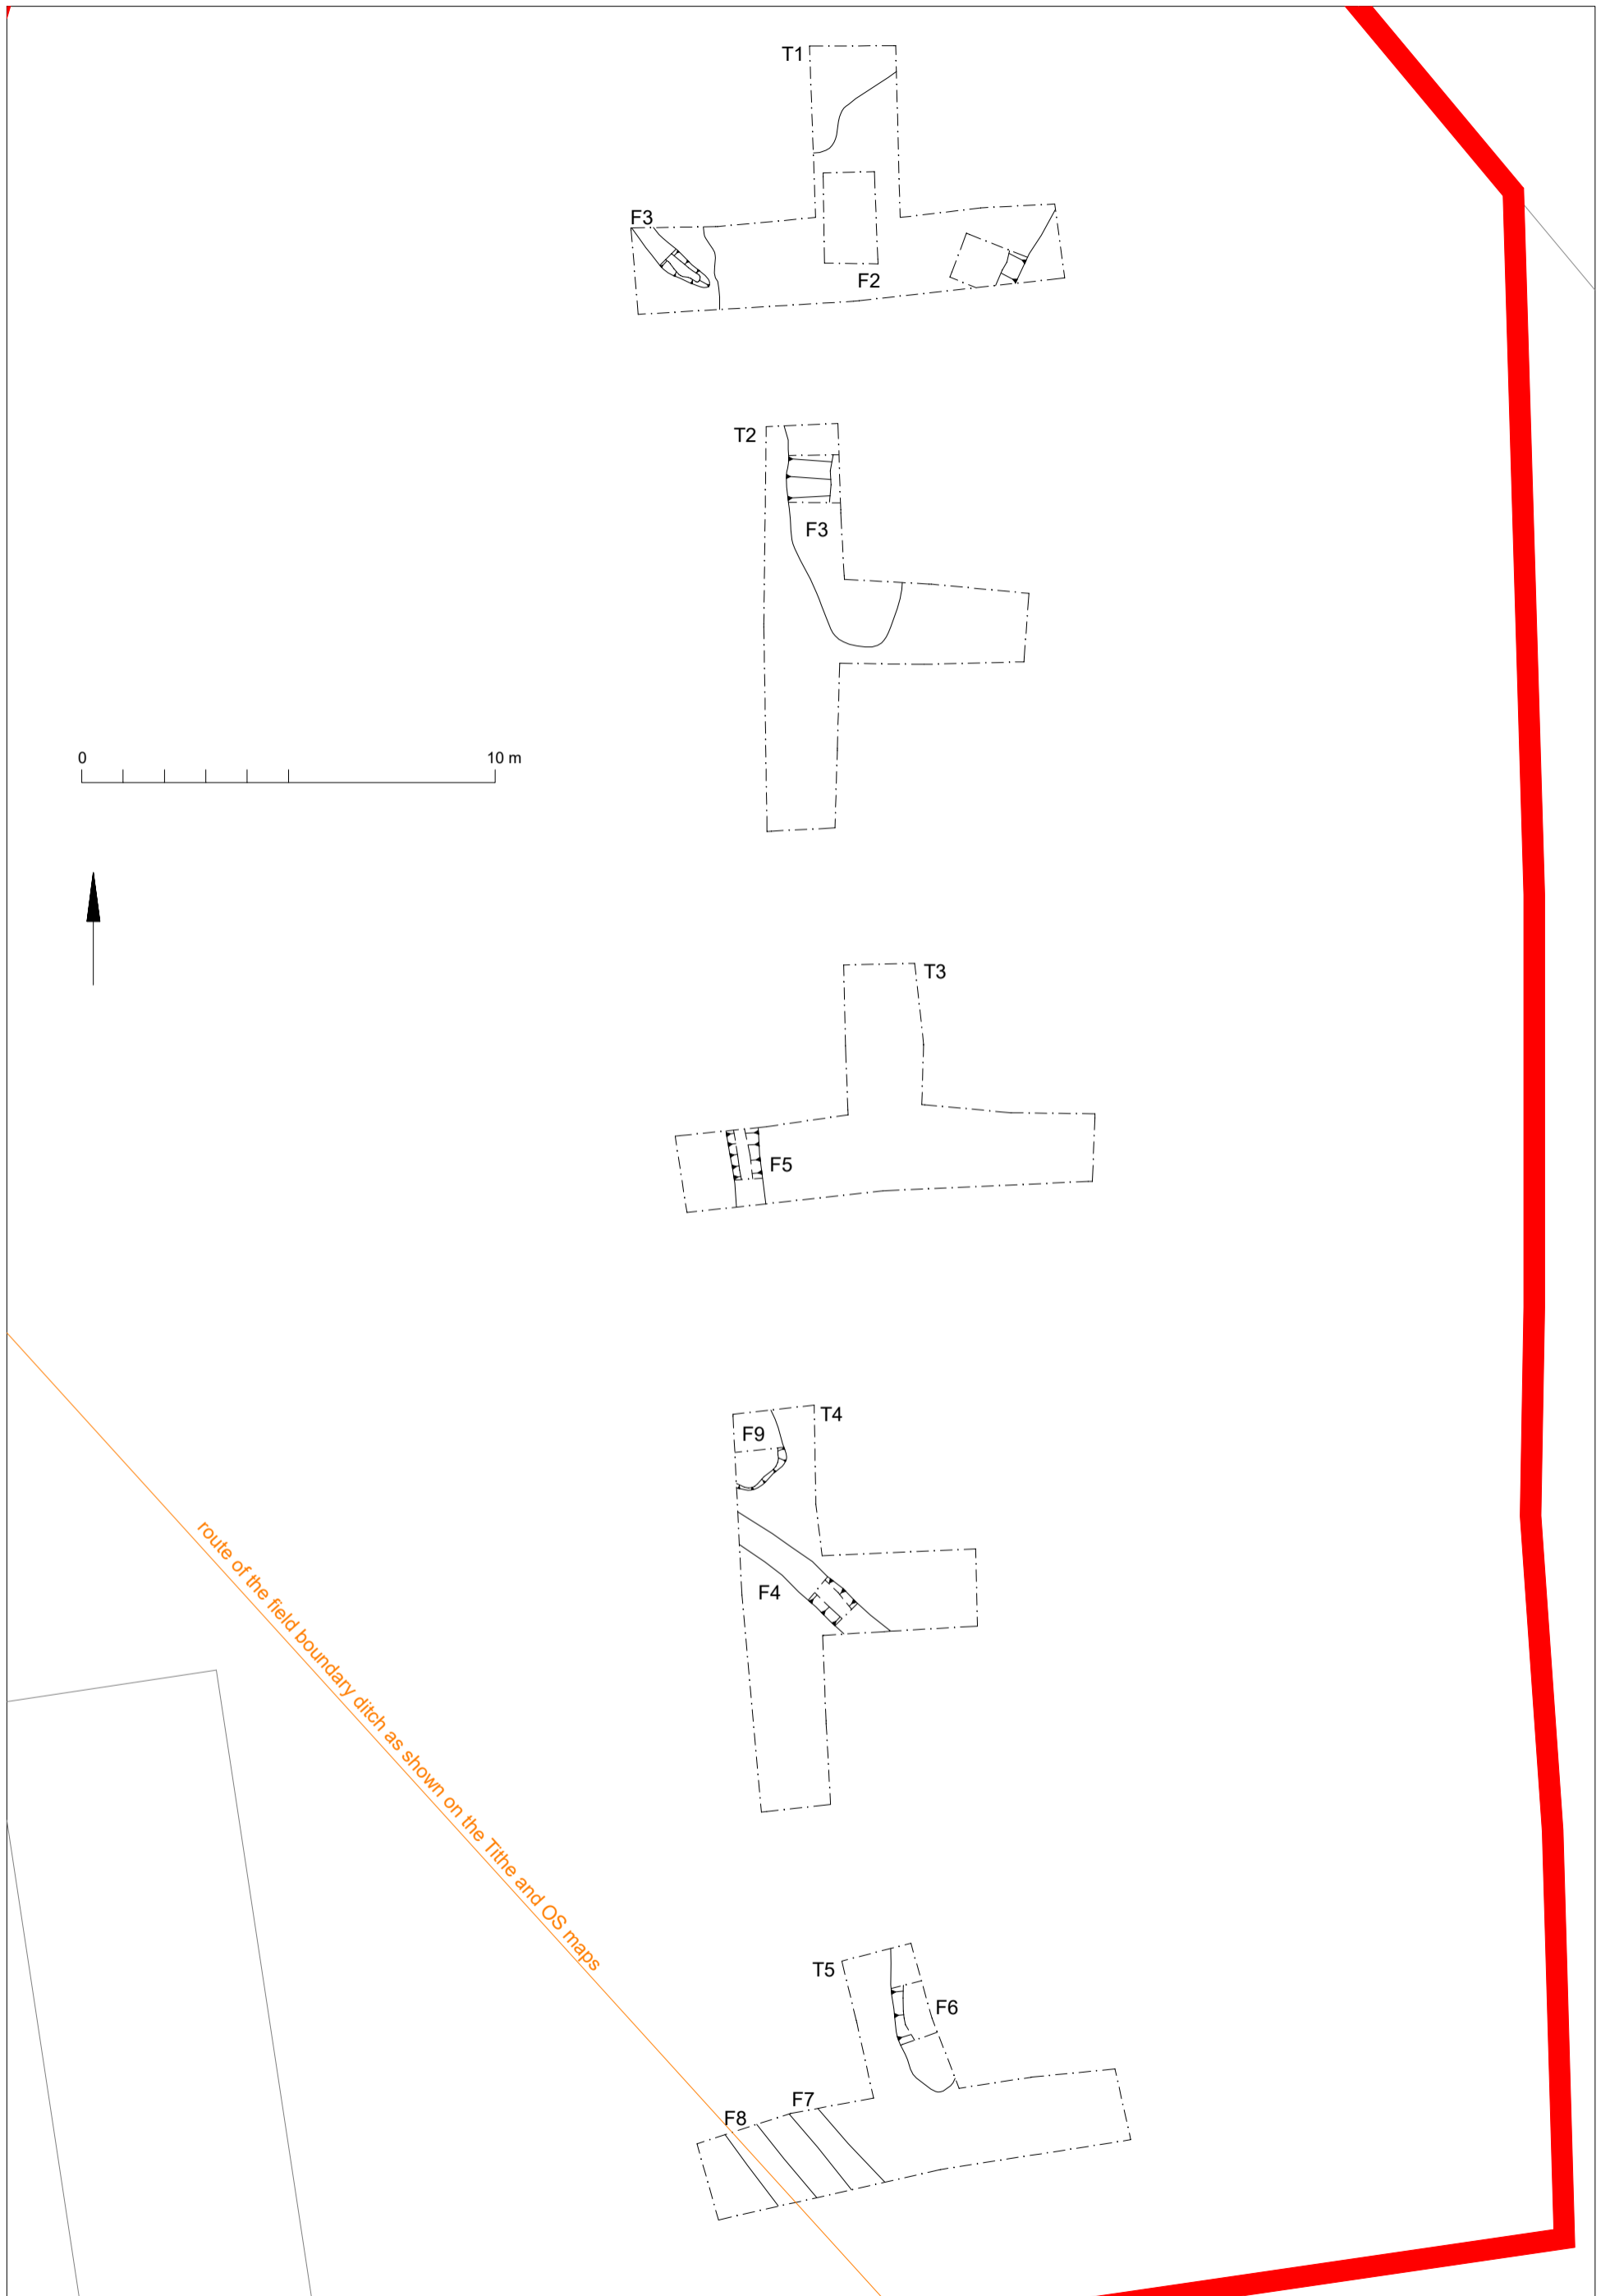 T1
F3
F2
T2
F3
0 10 m
T3
F5
T4
F9
F4
route of the field boundary ditch as shown on the Tithe and OS maps
T5
F6
F7
F8